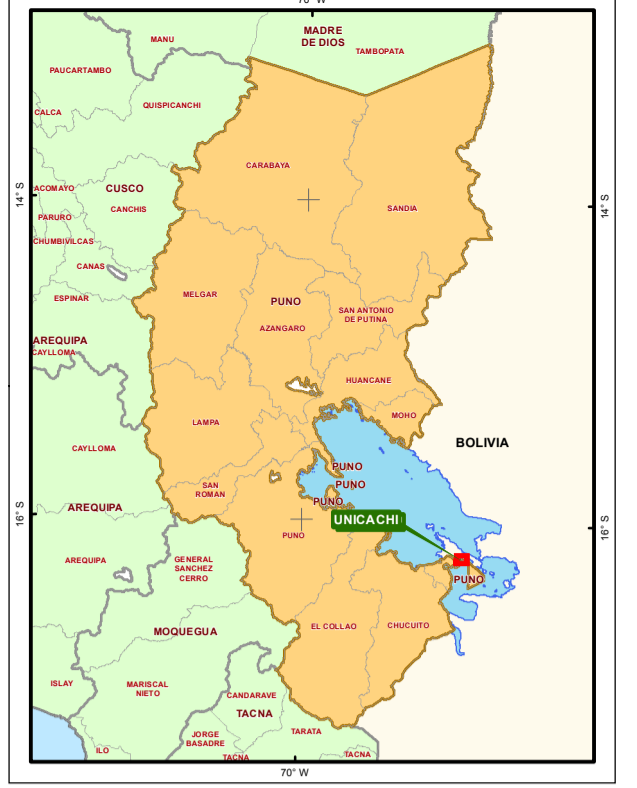 70° W
MADRE
DE DIOS
MANU
TAMBOPATA
PAUCARTAMBO
QUISPICANCHI
CALCA
CARABAYA
14° S
ACOMAYO
CUSCO
SANDIA
14° S
CANCHIS
PARURO
CHUMBIVILCAS
CANAS
ESPINAR
MELGAR
PUNO
SAN ANTONIO
DE PUTINA
AZANGARO
AREQUIPA
CAYLLOMA
HUANCANE
MOHO
LAMPA
BOLIVIA
CAYLLOMA
PUNO
PUNO
SAN
ROMAN
PUNO
AREQUIPA
16° S
UNICACHI
16° S
PUNO
AREQUIPA
GENERAL
SANCHEZ
CERRO
PUNO
EL COLLAO
CHUCUITO
MOQUEGUA
ISLAY
MARISCAL
NIETO
CANDARAVE
TACNA
TARATA
JORGE
BASADRE
ILO
TACNA
TACNA
70° W